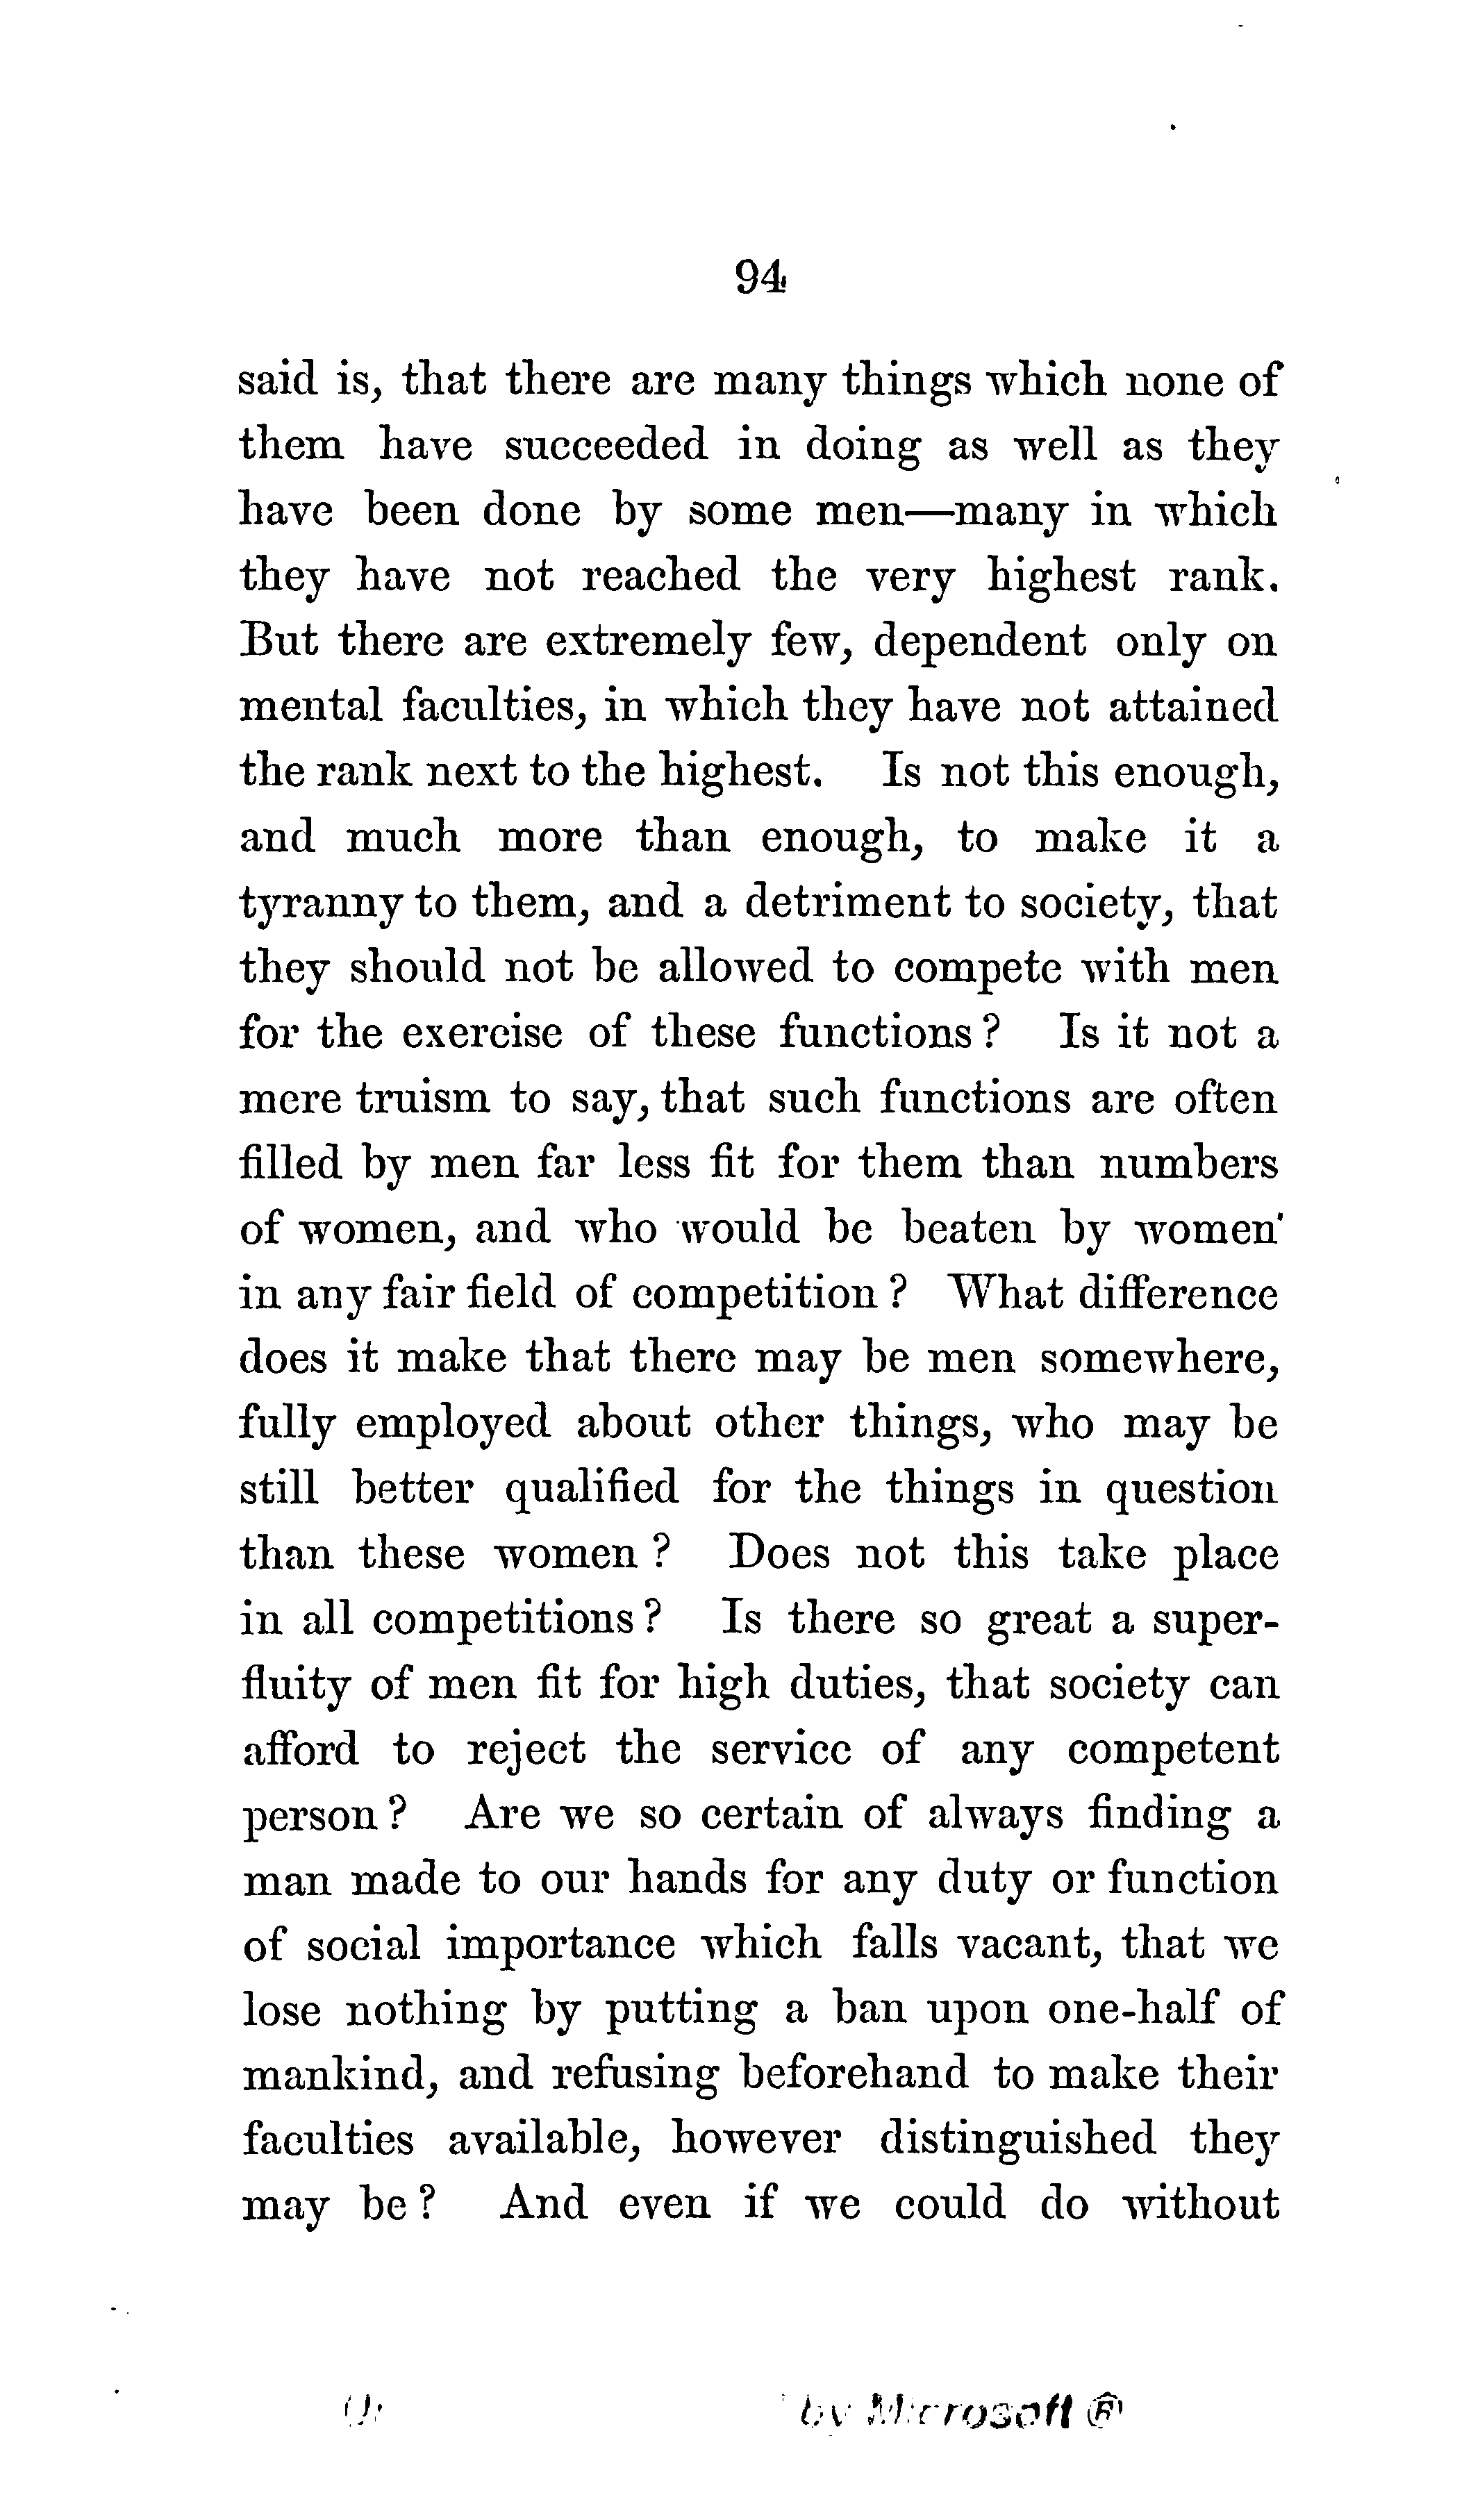 94
said is, that there are many things which none of
them have succeeded in doing as well as they
have been done by some men—many in which
they have not reached the very highest rank.
But there are extremely few, dependent only on
mental faculties, in which they have not attained
the rank next to the highest. Is not this enough,
and much more than enough, to make it a
tyranny to them, and a detriment to society, that
they should not be allowed to compete with men
for the exercise of these functions? Is it not a
mere truism to say, that such functions are often
filled by men far less fit for them than numbers
of women, and who would be beaten by women
in any fair field of competition? What difference
does it make that there may be men somewhere,
fully employed about other things, who may be
still better qualified for the things in question
than these women? Does not this take place
in all competitions? Is there so great a super-
fluity of men fit for high duties, that society can
afford to reject the service of any competent
person? Are we so certain of always finding a
man made to our hands for any duty or function
of social importance which falls vacant, that we
lose nothing by putting a ban upon one-half of
mankind, and refusing beforehand to make their
faculties available, however distinguished they
may be? And even if we could do without
by Microsoft ®